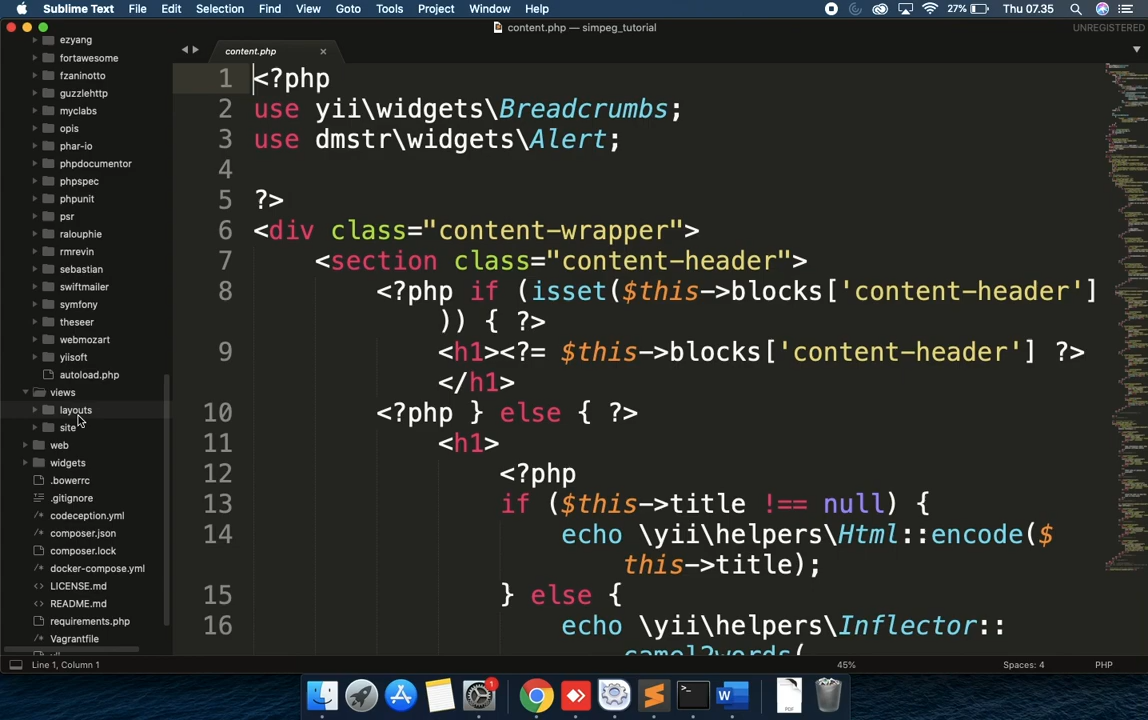 Sublime Text File Edit Selection Find View Goto Tools Project Window Help 27% Thu 07.35
content.php — simpeg_tutorial UNREGISTERED
content.php
ezyang
fortawesome
fzaninotto
guzzlehttp
myclabs
opis
phar-io
phpdocumentor
phpspec
phpunit
psr
ralouphie
rmrevin
sebastian
swiftmailer
symfony
theseer
webmozart
yiisoft
autoload.php
views
layouts
site
web
widgets
.bowerrc
.gitignore
codeception.yml
composer.json
composer.lock
docker-compose.yml
LICENSE.md
README.md
requirements.php
Vagrantfile
1 <?php
2 use yii\widgets\Breadcrumbs;
3 use dmstr\widgets\Alert;
4
5 ?>
6 <div class="content-wrapper">
7 <section class="content-header">
8 <?php if (isset($this->blocks['content-header']
)) { ?>
9 <h1><?= $this->blocks['content-header'] ?>
</h1>
10 <?php } else { ?>
11 <h1>
12 <?php
13 if ($this->title !== null) {
14 echo \yii\helpers\Html::encode($
this->title);
15 } else {
16 echo \yii\helpers\Inflector::
camel2words(
Line 1, Column 1 45% Spaces: 4 PHP
1
PDF